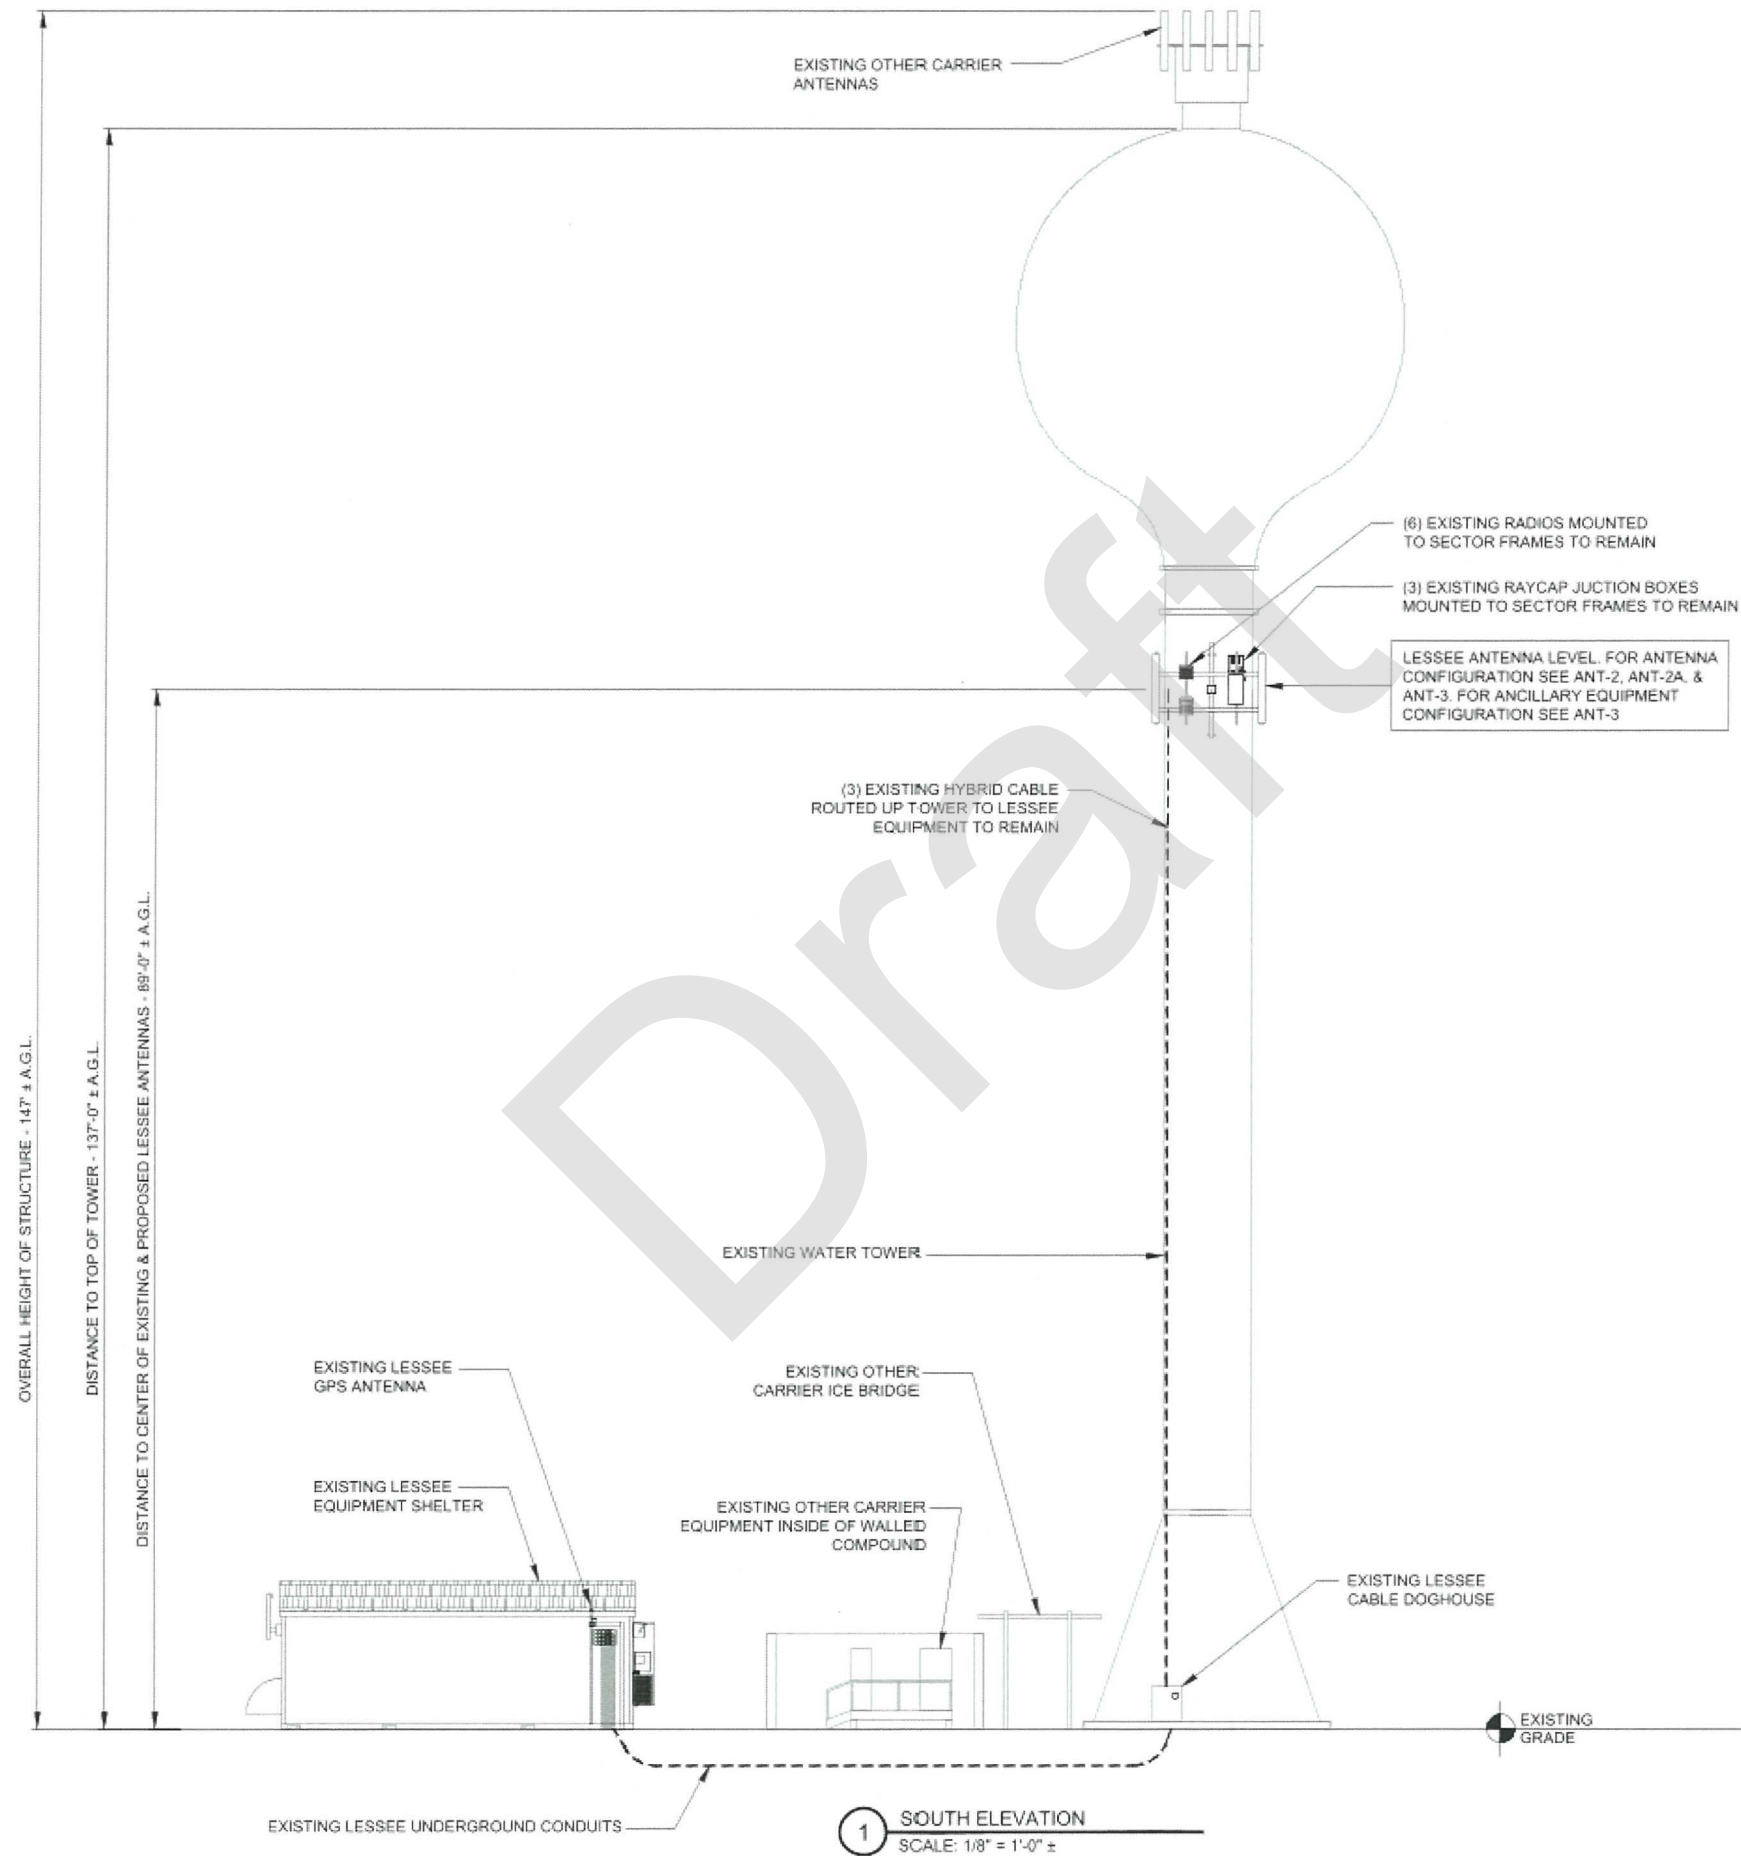 EXISTING OTHER CARRIER
ANTENNAS
(6) EXISTING RADIOS MOUNTED
TO SECTOR FRAMES TO REMAIN
(3) EXISTING RAYCAP JUCTION BOXES
MOUNTED TO SECTOR FRAMES TO REMAIN
LESSEE ANTENNA LEVEL. FOR ANTENNA
CONFIGURATION SEE ANT-2, ANT-2A, &
ANT-3. FOR ANCILLARY EQUIPMENT
CONFIGURATION SEE ANT-3
(3) EXISTING HYBRID CABLE
ROUTED UP TOWER TO LESSEE
EQUIPMENT TO REMAIN
OVERALL HEIGHT OF STRUCTURE - 147' ± A.G.L.
DISTANCE TO TOP OF TOWER - 137'-0" ± A.G.L.
DISTANCE TO CENTER OF EXISTING & PROPOSED LESSEE ANTENNAS - 89'-0" ± A.G.L.
Draft
EXISTING WATER TOWER
EXISTING LESSEE
GPS ANTENNA
EXISTING OTHER
CARRIER ICE BRIDGE
EXISTING LESSEE
EQUIPMENT SHELTER
EXISTING OTHER CARRIER
EQUIPMENT INSIDE OF WALLED
COMPOUND
EXISTING LESSEE
CABLE DOGHOUSE
EXISTING
GRADE
EXISTING LESSEE UNDERGROUND CONDUITS
1
SOUTH ELEVATION
SCALE: 1/8" = 1'-0" ±